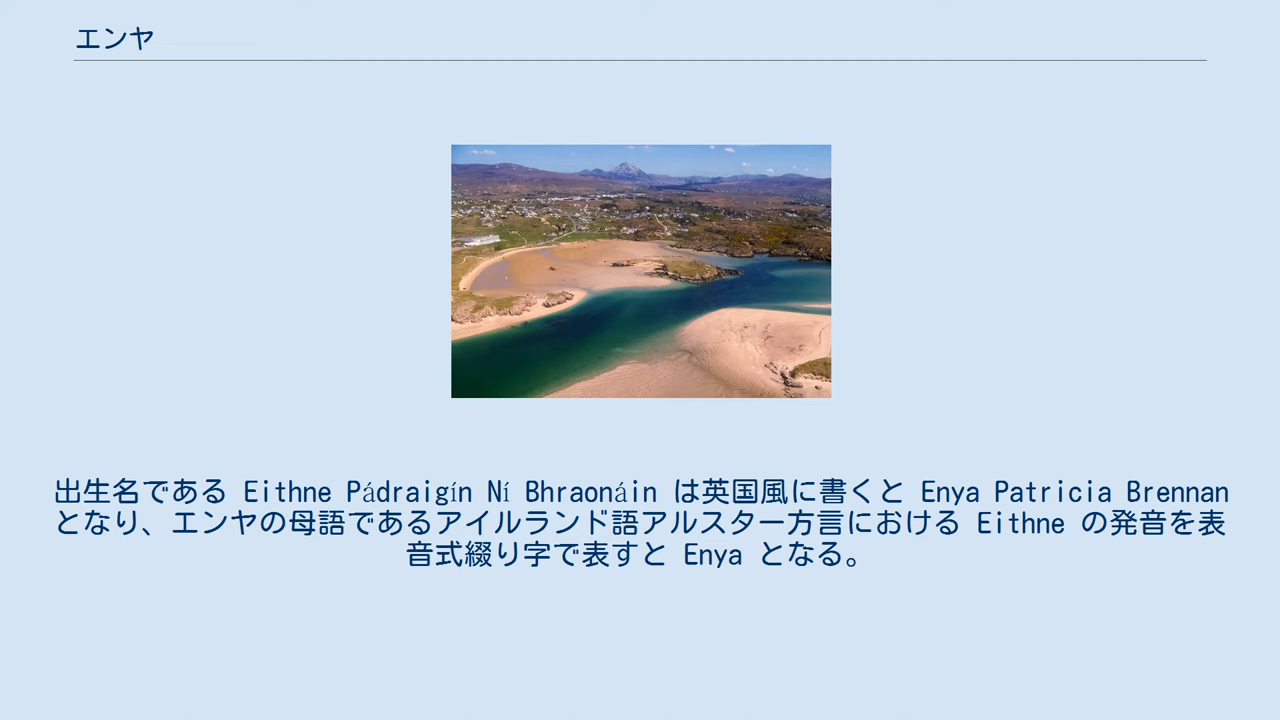 エンヤ
出生名である Eithne Pádraigín Ní Bhraonáin は英国風に書くと Enya Patricia Brennan
となり、エンヤの母語であるアイルランド語アルスター方言における Eithne の発音を表
音式綴り字で表すと Enya となる。